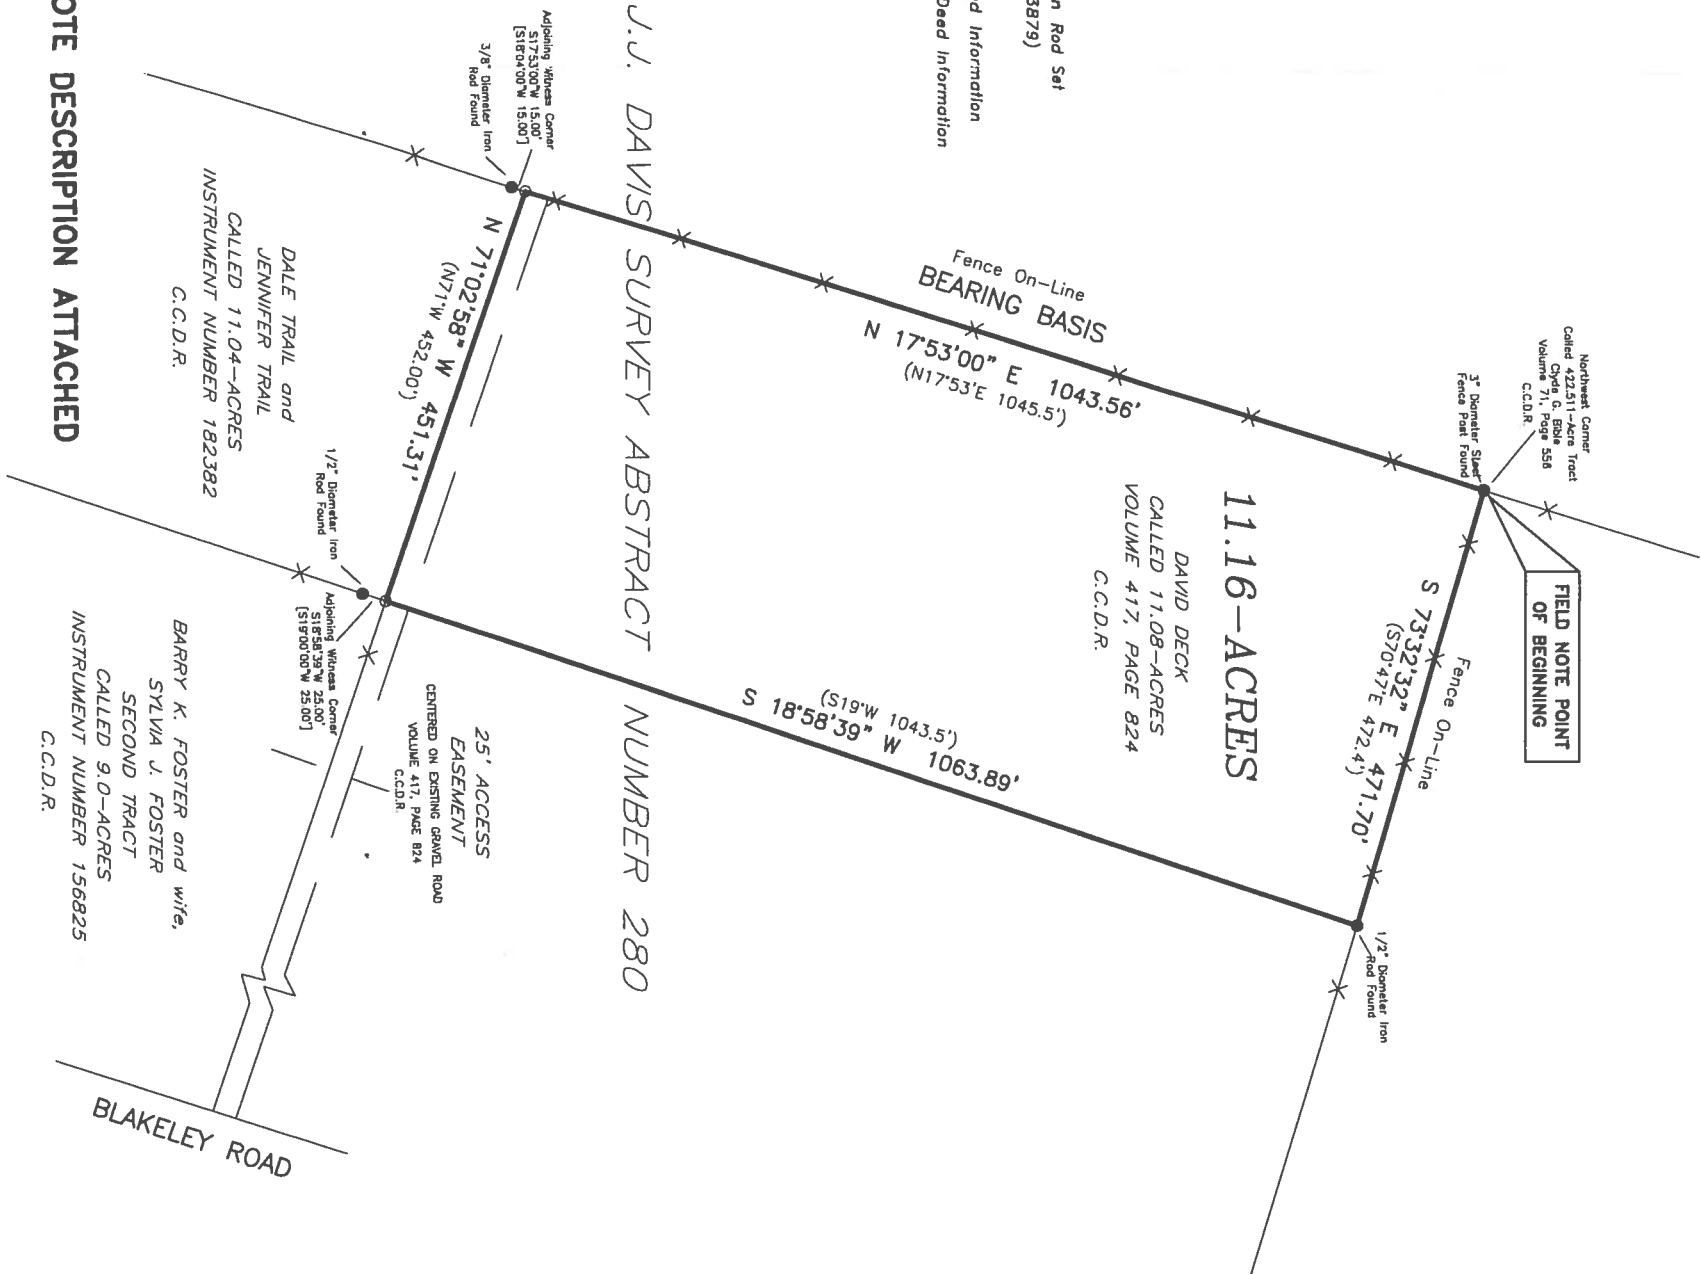 n Rod Set
3879)
d Information
Deed Information
Northwest Corner
Called 422.511-Acre Tract
Clyde G. Bible
Volume 71, Page 556
C.C.D.R.
3" Diameter Steel
Fence Post Found
FIELD NOTE POINT
OF BEGINNING
Fence On-Line
S 73°32'32" E 471.70'
(S70°47'E 472.4')
1/2" Diameter Iron
Rod Found
Fence On-Line
BEARING BASIS
N 17°53'00" E 1043.56'
(N17°53'E 1045.5')
11.16-ACRES
DAVID DECK
CALLED 11.08-ACRES
VOLUME 417, PAGE 824
C.C.D.R.
(S19°W 1043.5')
S 18°58'39" W 1063.89'
J.J. DAVIS SURVEY ABSTRACT NUMBER 280
Adjoining Witness Corner
S17°53'00"W 15.00'
[S18°04'00"W 15.00']
3/8" Diameter Iron
Rod Found
N 71°02'58" W 451.31'
(N71°W 452.00')
25' ACCESS
EASEMENT
CENTERED ON EXISTING GRAVEL ROAD
VOLUME 417, PAGE 824
C.C.D.R.
1/2" Diameter Iron
Rod Found
Adjoining Witness Corner
S18°58'39"W 25.00'
[S19°00'00"W 25.00']
DALE TRAIL and
JENNIFER TRAIL
CALLED 11.04-ACRES
INSTRUMENT NUMBER 182382
C.C.D.R.
BARRY K. FOSTER and wife,
SYLVIA J. FOSTER
SECOND TRACT
CALLED 9.0-ACRES
INSTRUMENT NUMBER 156825
C.C.D.R.
BLAKELEY ROAD
OTE DESCRIPTION ATTACHED